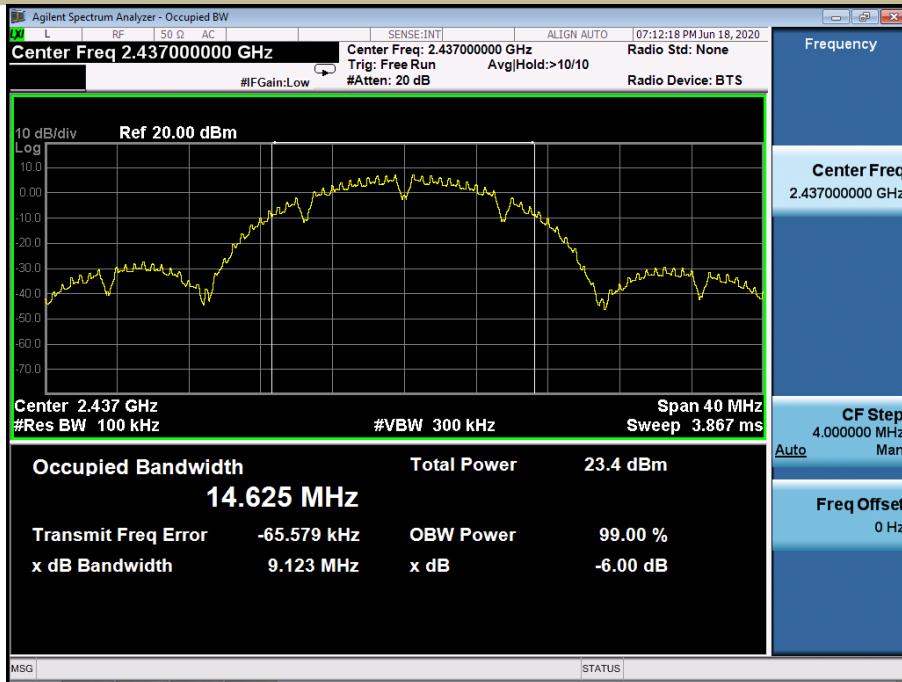 Agilent Spectrum Analyzer - Occupied BW
LXI L RF 50 Ω AC SENSE:INT ALIGN AUTO 07:12:18 PM Jun 18, 2020
Center Freq 2.437000000 GHz
Center Freq: 2.437000000 GHz
Radio Std: None
Trig: Free Run Avg|Hold:>10/10
#IFGain:Low
#Atten: 20 dB
Radio Device: BTS
10 dB/div Ref 20.00 dBm
Log
10.0
0.00
-10.0
-20.0
-30.0
-40.0
-50.0
-60.0
-70.0
Center 2.437 GHz
Span 40 MHz
#Res BW 100 kHz
#VBW 300 kHz
Sweep 3.867 ms
Occupied Bandwidth
Total Power 23.4 dBm
14.625 MHz
Transmit Freq Error -65.579 kHz
OBW Power 99.00 %
x dB Bandwidth 9.123 MHz
x dB -6.00 dB
MSG
STATUS
Frequency
Center Freq
2.437000000 GHz
CF Step
4.000000 MHz
Auto Man
Freq Offset
0 Hz